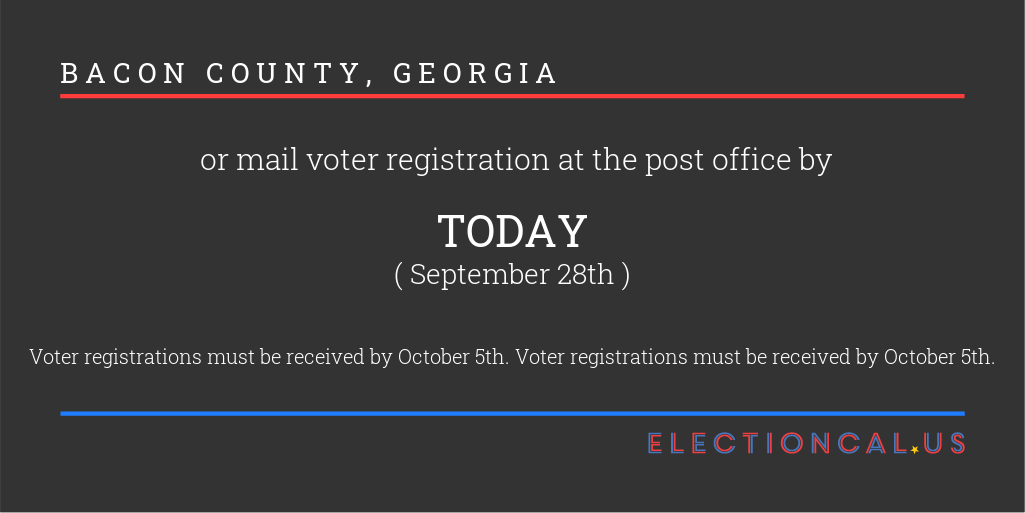 BACON COUNTY, GEORGIA
or mail voter registration at the post office by
TODAY
( September 28th )
Voter registrations must be received by October 5th. Voter registrations must be received by October 5th.
ELECTIONCAL.US